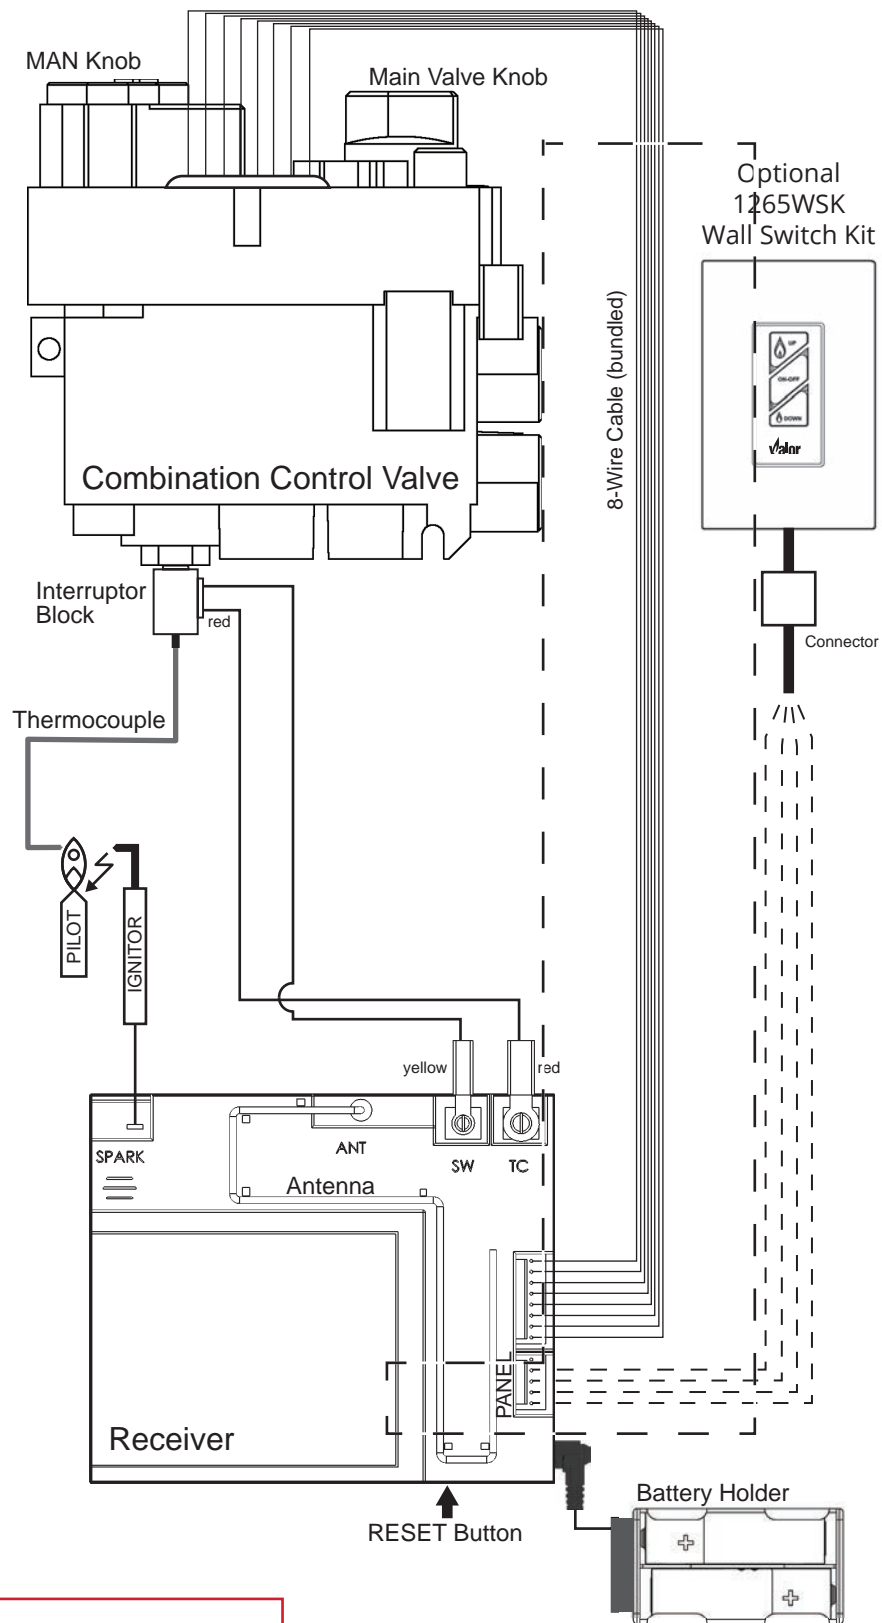 MAN Knob
Main Valve Knob
Optional
1265WSK
Wall Switch Kit
8-Wire Cable (bundled)
UP
ON-OFF
DOWN
Valor
Combination Control Valve
Interruptor
Block
red
Connector
Thermocouple
PILOT
IGNITOR
yellow
red
SPARK
ANT
SW
TC
Antenna
PANEL
Receiver
RESET Button
Battery Holder
+
+